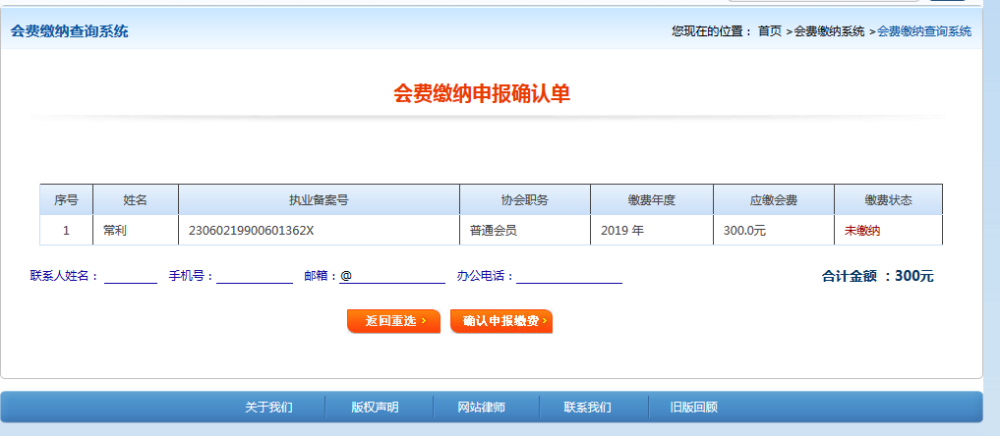 会费缴纳查询系统
您现在的位置： 首页 >会费缴纳系统 >会费缴纳查询系统
会费缴纳申报确认单
序号 姓名 执业备案号 协会职务 缴费年度 应缴会费 缴费状态
1 常利 23060219900601362X 普通会员 2019 年 300.0元 未缴纳
联系人姓名： 手机号： 邮箱：@ 办公电话： 合计金额 ：300元
返回重选 › 确认申报缴费 ›
关于我们 版权声明 网站律师 联系我们 旧版回顾